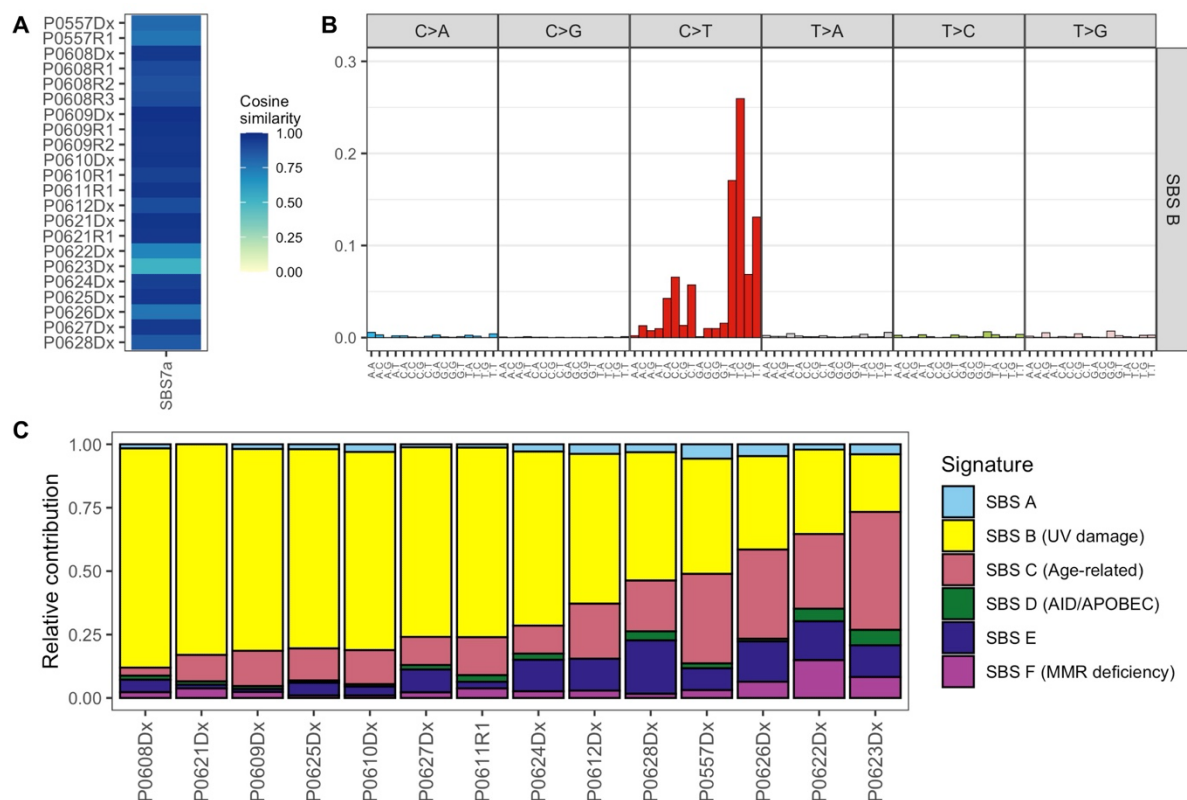 A
P0557Dx
P0557R1
P0608Dx
P0608R1
P0608R2
P0608R3
P0609Dx
P0609R1
P0609R2
P0610Dx
P0610R1
P0611R1
P0612Dx
P0621Dx
P0621R1
P0622Dx
P0623Dx
P0624Dx
P0625Dx
P0626Dx
P0627Dx
P0628Dx
SBS7a
Cosine
similarity
1.00
0.75
0.50
0.25
0.00
B
C>A C>G C>T T>A T>C T>G
0.3
0.2
0.1
0.0
SBS B
C
Relative contribution
1.00
0.75
0.50
0.25
0.00
P0608Dx
P0621Dx
P0609Dx
P0625Dx
P0610Dx
P0627Dx
P0611R1
P0624Dx
P0612Dx
P0628Dx
P0557Dx
P0626Dx
P0622Dx
P0623Dx
Signature
SBS A
SBS B (UV damage)
SBS C (Age-related)
SBS D (AID/APOBEC)
SBS E
SBS F (MMR deficiency)